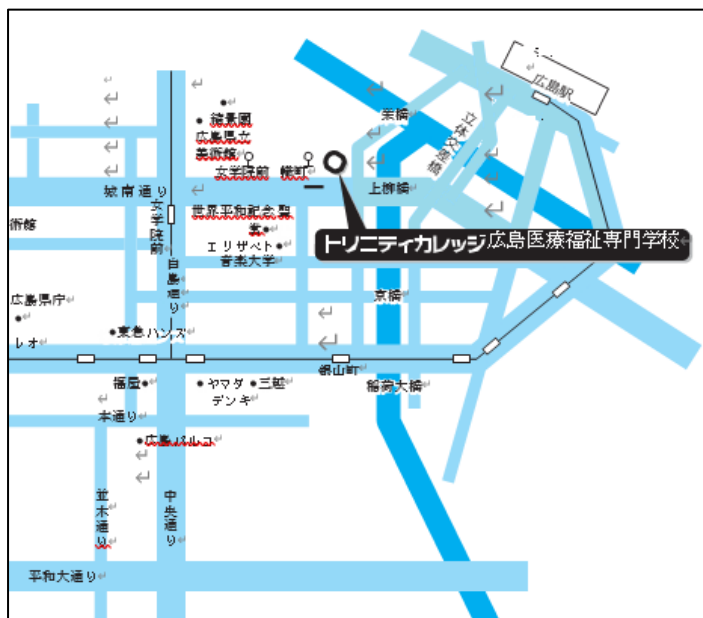 広島駅
栄橋
立体交差橋
縮景園
広島県立
美術館
女学院前
幟町
城南通り
上柳橋
女学院前
世界平和記念聖
堂
術館
エリザベト
音楽大学
トリニティカレッジ広島医療福祉専門学校
白島通り
広島県庁
京橋
レオ
東急ハンズ
銀山町
福屋
ヤマダ
デンキ
三越
稲荷大橋
本通り
広島パルコ
並木通り
中央通り
平和大通り